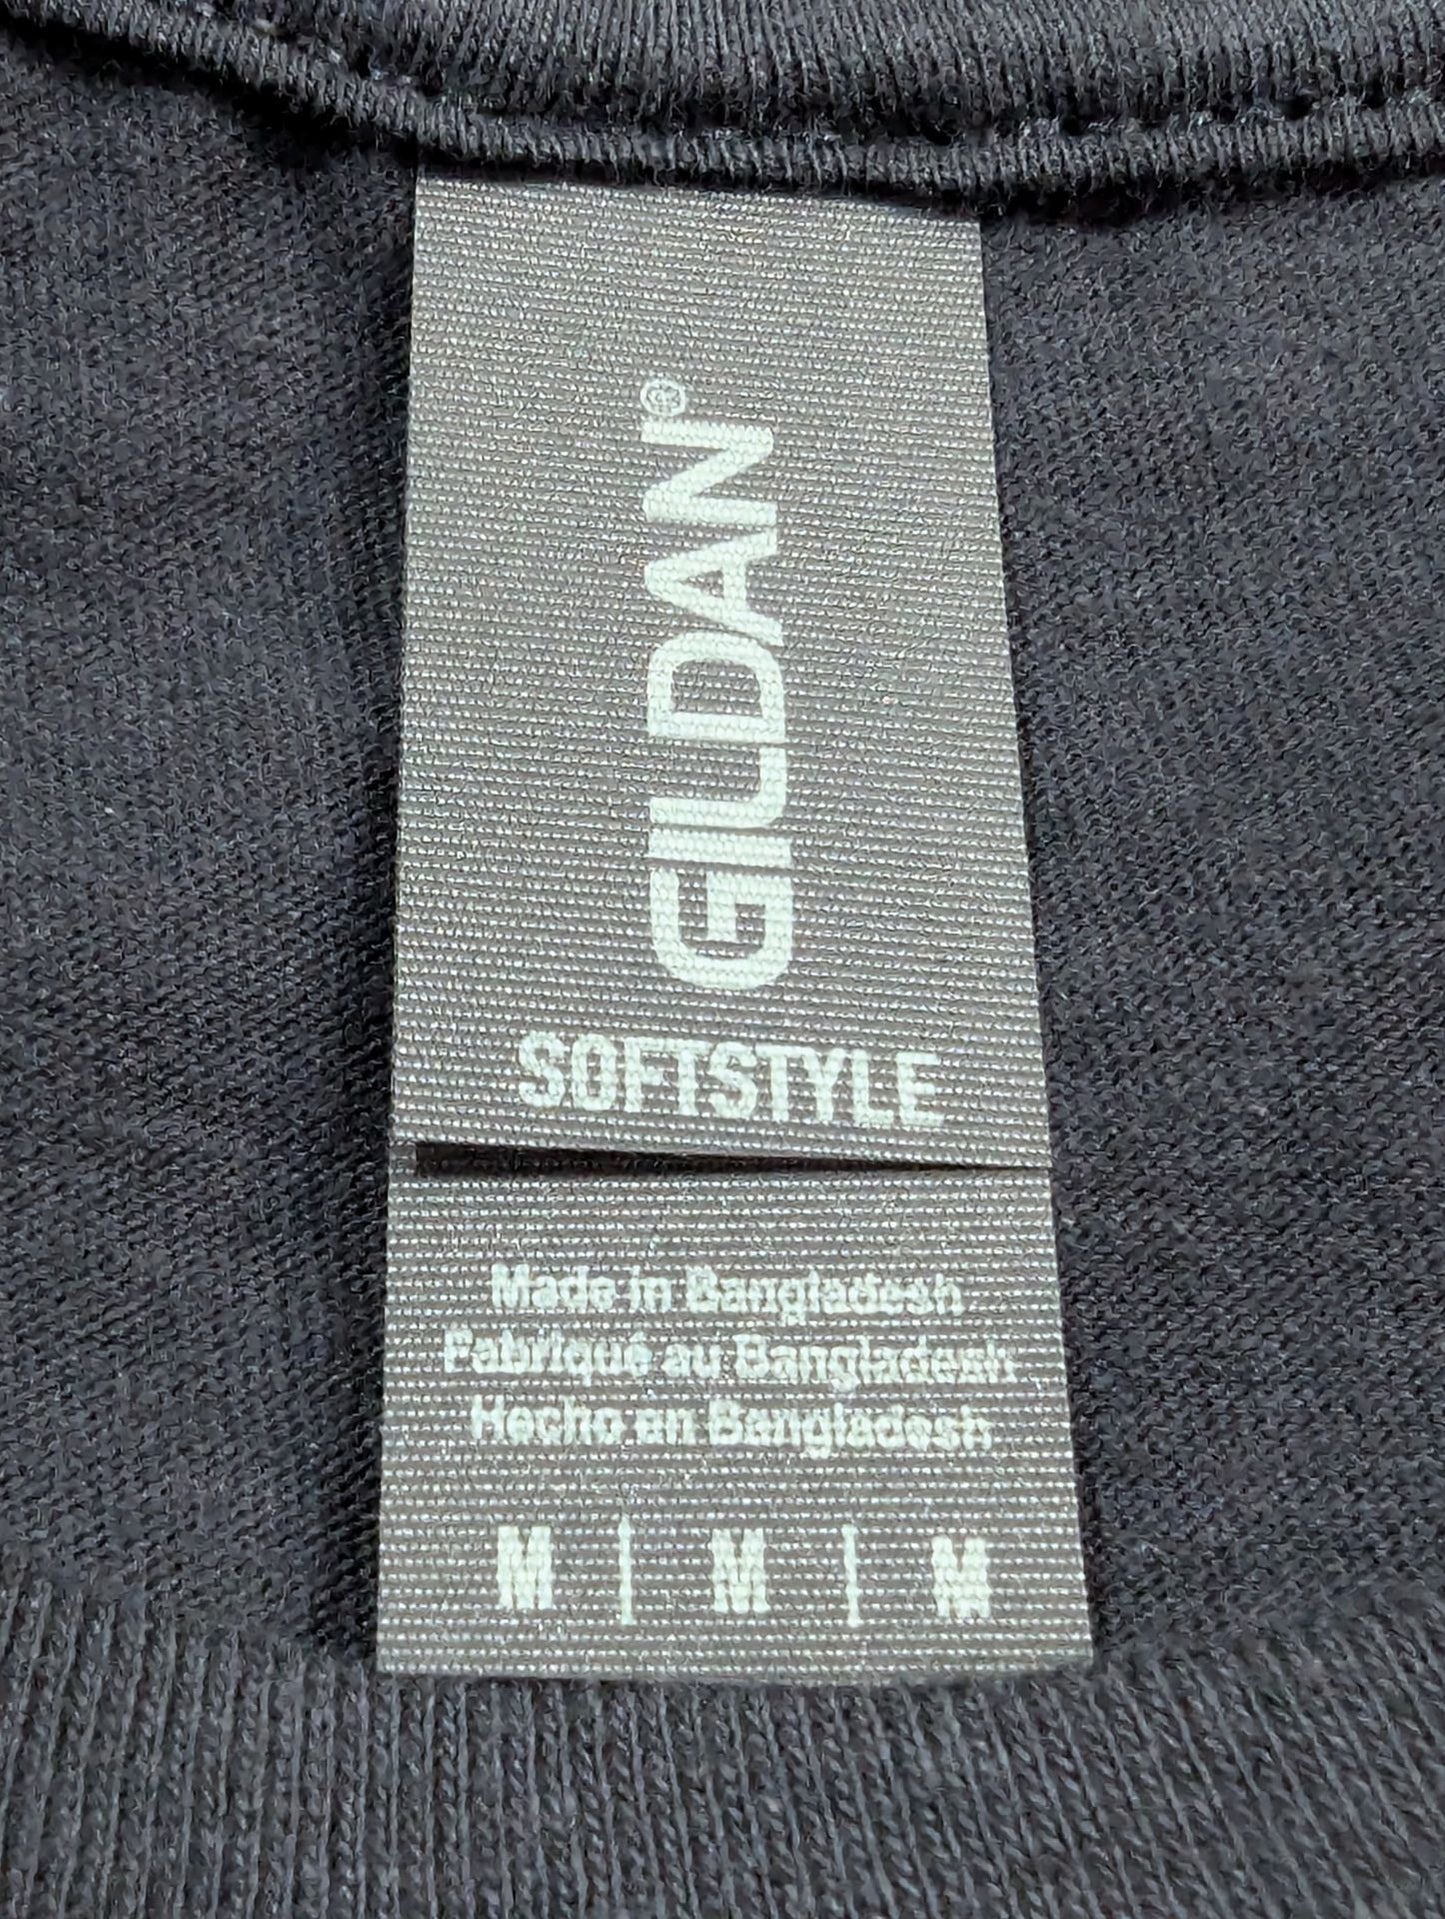 GILDAN®
SOFTSTYLE
Made in Bangladesh
Fabriqué au Bangladesh
Hecho en Bangladesh
M | M | M